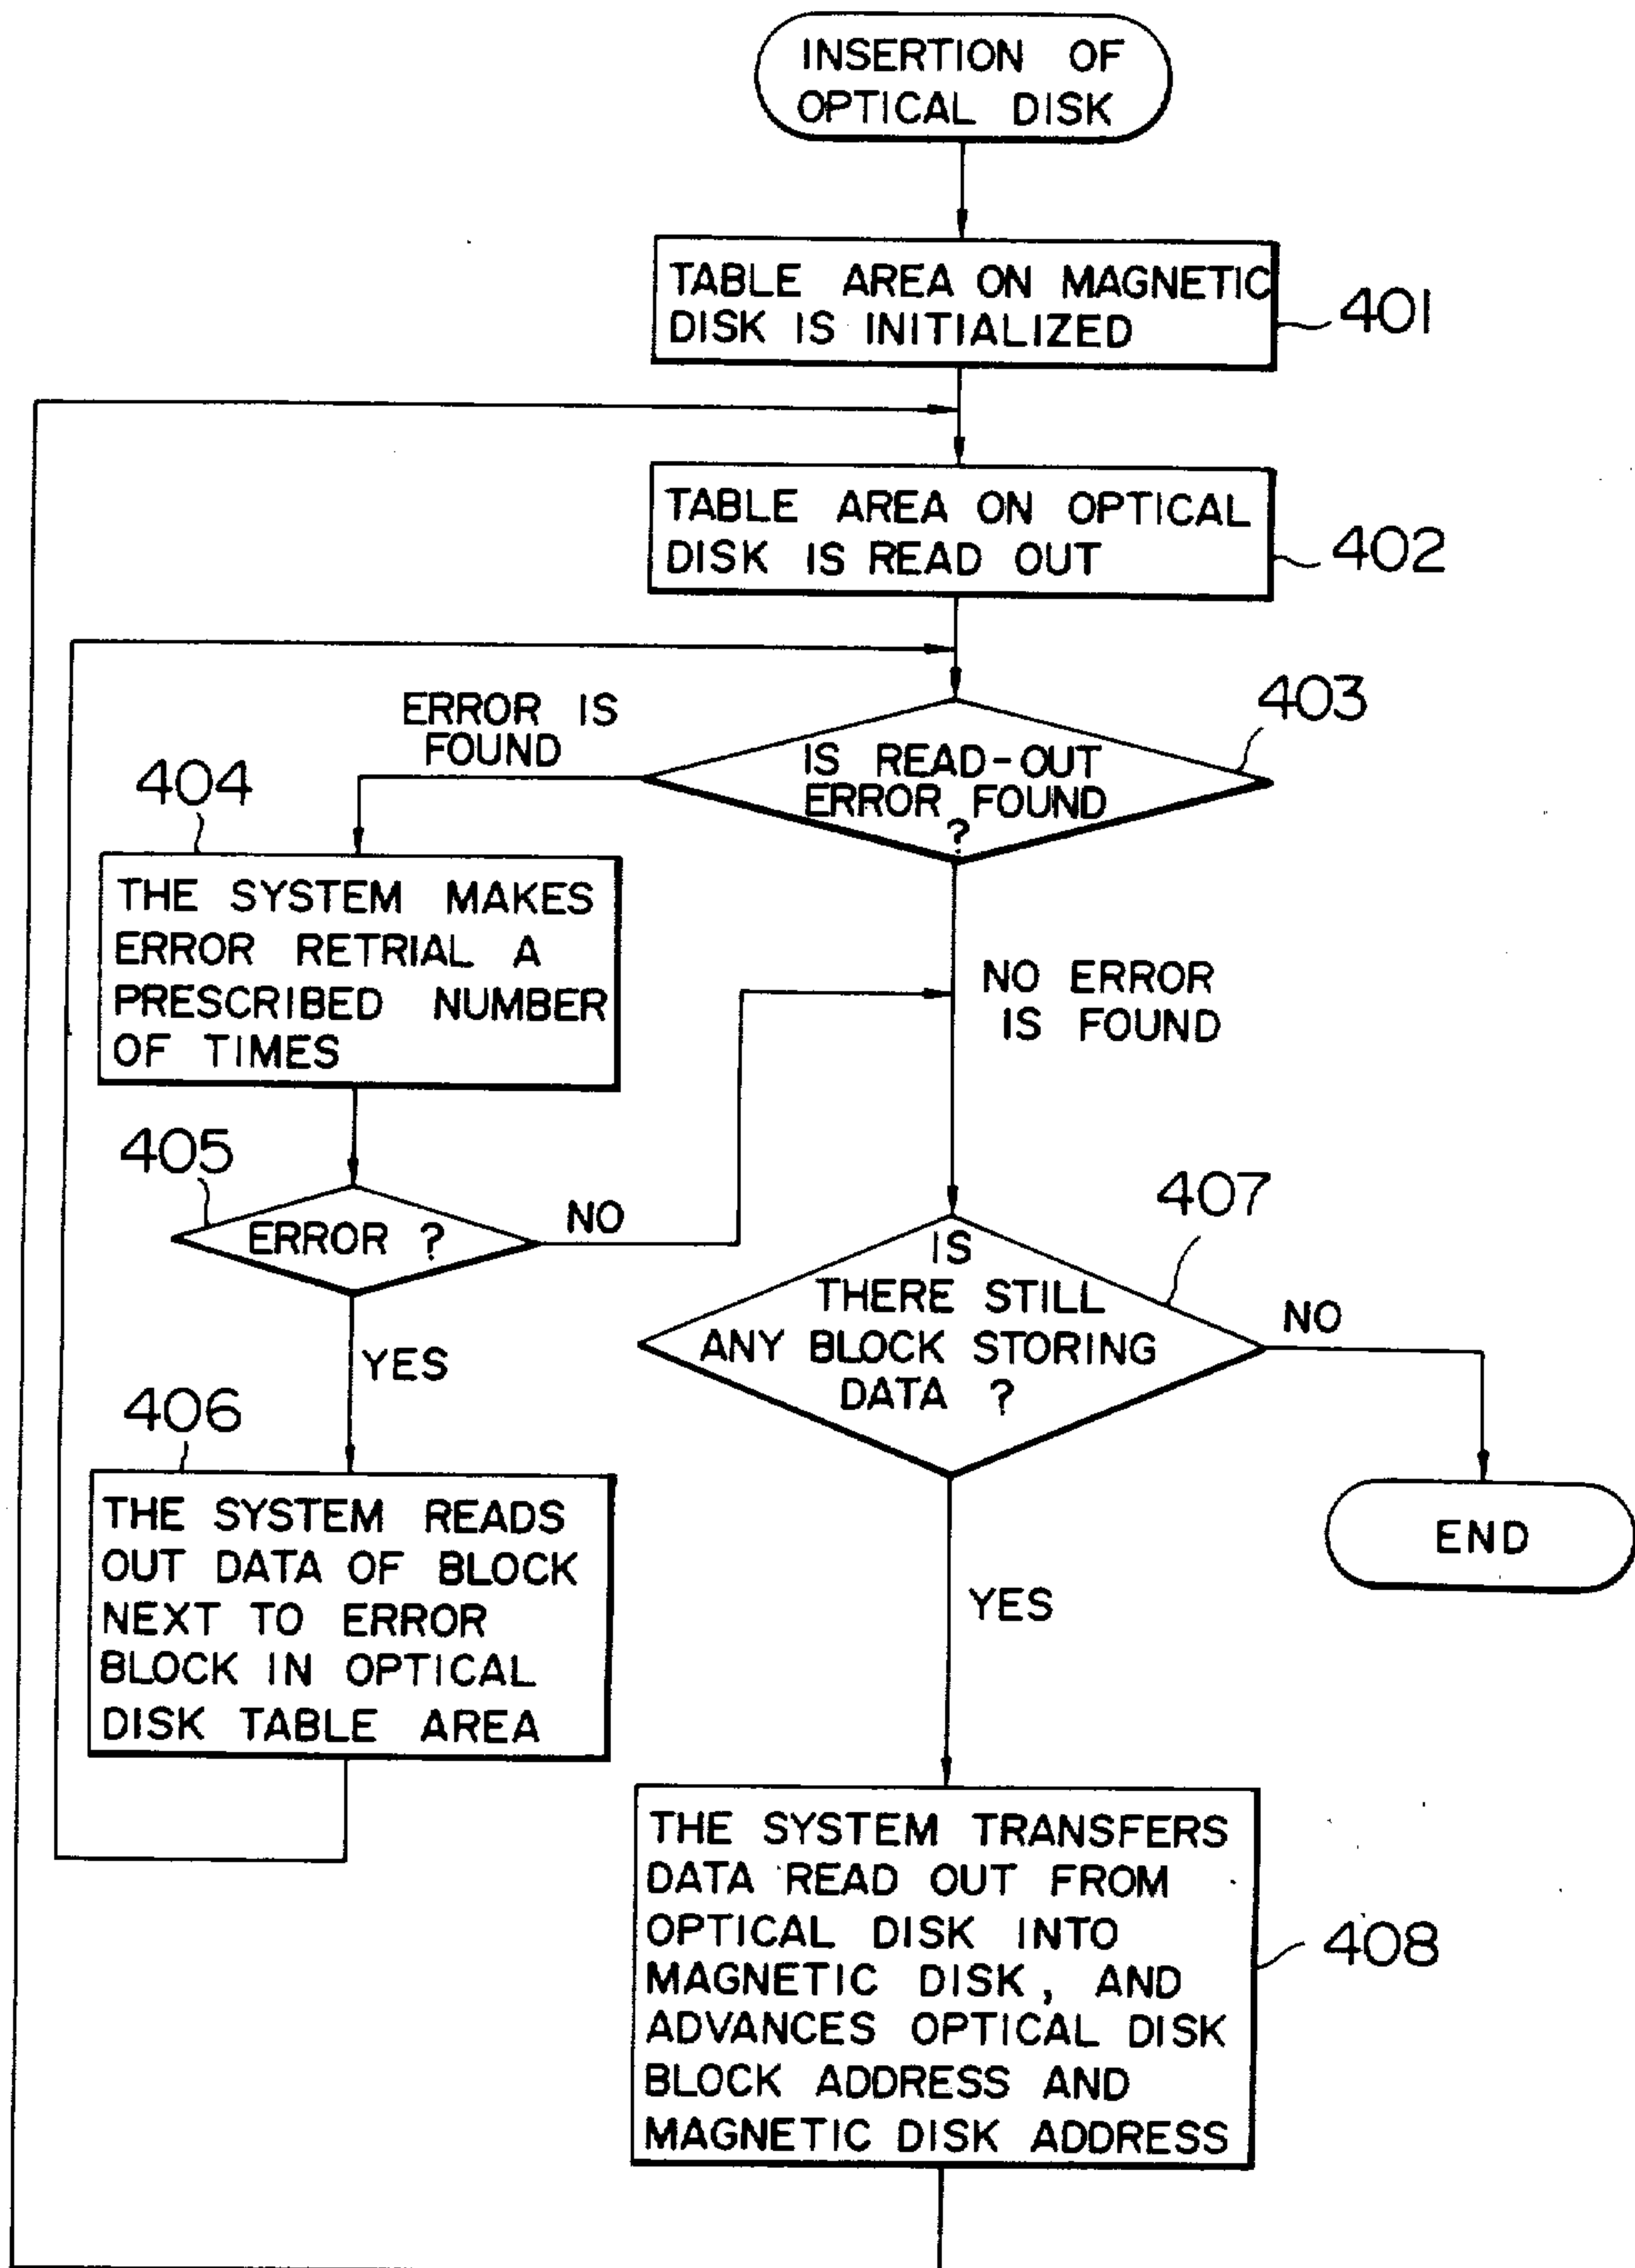 INSERTION OF
OPTICAL DISK
TABLE AREA ON MAGNETIC
DISK IS INITIALIZED
401
TABLE AREA ON OPTICAL
DISK IS READ OUT
402
403
ERROR IS
FOUND
IS READ-OUT
ERROR FOUND
?
404
THE SYSTEM MAKES
ERROR RETRIAL A
PRESCRIBED NUMBER
OF TIMES
NO ERROR
IS FOUND
405
ERROR ?
NO
YES
407
IS
THERE STILL
ANY BLOCK STORING
DATA ?
NO
END
YES
406
THE SYSTEM READS
OUT DATA OF BLOCK
NEXT TO ERROR
BLOCK IN OPTICAL
DISK TABLE AREA
THE SYSTEM TRANSFERS
DATA READ OUT FROM
OPTICAL DISK INTO
MAGNETIC DISK, AND
ADVANCES OPTICAL DISK
BLOCK ADDRESS AND
MAGNETIC DISK ADDRESS
408